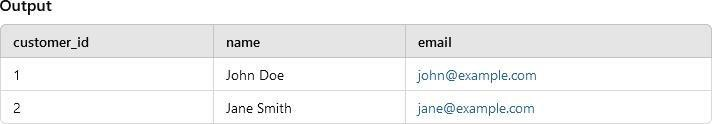 Output
customer_id name email
1 John Doe john@example.com
2 Jane Smith jane@example.com